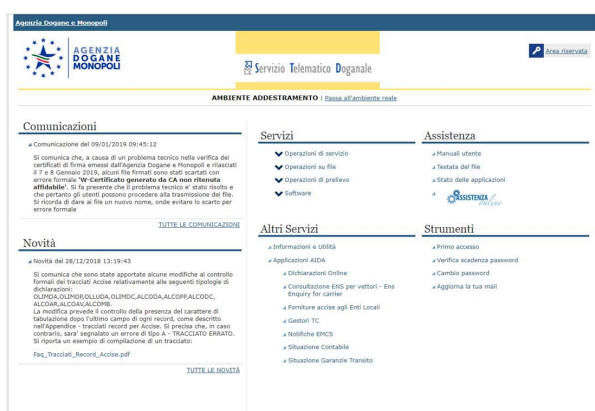 Agenzia Dogane e Monopoli
AGENZIA
DOGANE
MONOPOLI
Servizio Telematico Doganale
Area riservata
AMBIENTE ADDESTRAMENTO | Passa all'ambiente reale
Comunicazioni
Comunicazione del 09/01/2019 09:45:12
Si comunica che, a causa di un problema tecnico nella verifica dei
certificati di firma emessi dall'Agenzia Dogane e Monopoli e rilasciati
il 7 e 8 Gennaio 2019, alcuni file firmati sono stati scartati con
errore formale 'W-Certificato generato da CA non ritenuta
affidabile'. Si fa presente che il problema tecnico e' stato risolto e
che pertanto gli utenti possono procedere alla trasmissione dei file.
Si ricorda di dare al file un nuovo nome, onde evitare lo scarto per
errore formale
TUTTE LE COMUNICAZIONI
Novità
Novità del 28/12/2018 13:19:43
Si comunica che sono state apportate alcune modifiche al controllo
formali dei tracciati Accise relativamente alle seguenti tipologie di
dichiarazioni:
OLIMDA,OLIMOP,OLLUDA,OLIMDC,ALCODA,ALCOPP,ALCODC,
ALCOAR,ALCOAV,ALCOMB.
La modifica prevede il controllo della presenza del carattere di
tabulazione dopo l'ultimo campo di ogni record, come descritto
nell'Appendice - tracciati record per Accise. Si precisa che, in caso
contrario, sara' segnalato un errore di tipo A - TRACCIATO ERRATO.
Si riporta un esempio di compilazione di un tracciato:
Faq_Tracciati_Record_Accise.pdf
TUTTE LE NOVITÀ
Servizi
Operazioni di servizio
Operazioni su file
Operazioni di prelievo
Software
Assistenza
Manuali utente
Testata del file
Stato delle applicazioni
ASSISTENZA
online
Altri Servizi
Informazioni e Utilità
Applicazioni AIDA
Dichiarazioni Online
Consultazione ENS per vettori - Ens
Enquiry for carrier
Forniture accise agli Enti Locali
Gestori TC
Notifiche EMCS
Situazione Contabile
Situazione Garanzie Transito
Strumenti
Primo accesso
Verifica scadenza password
Cambio password
Aggiorna la tua mail